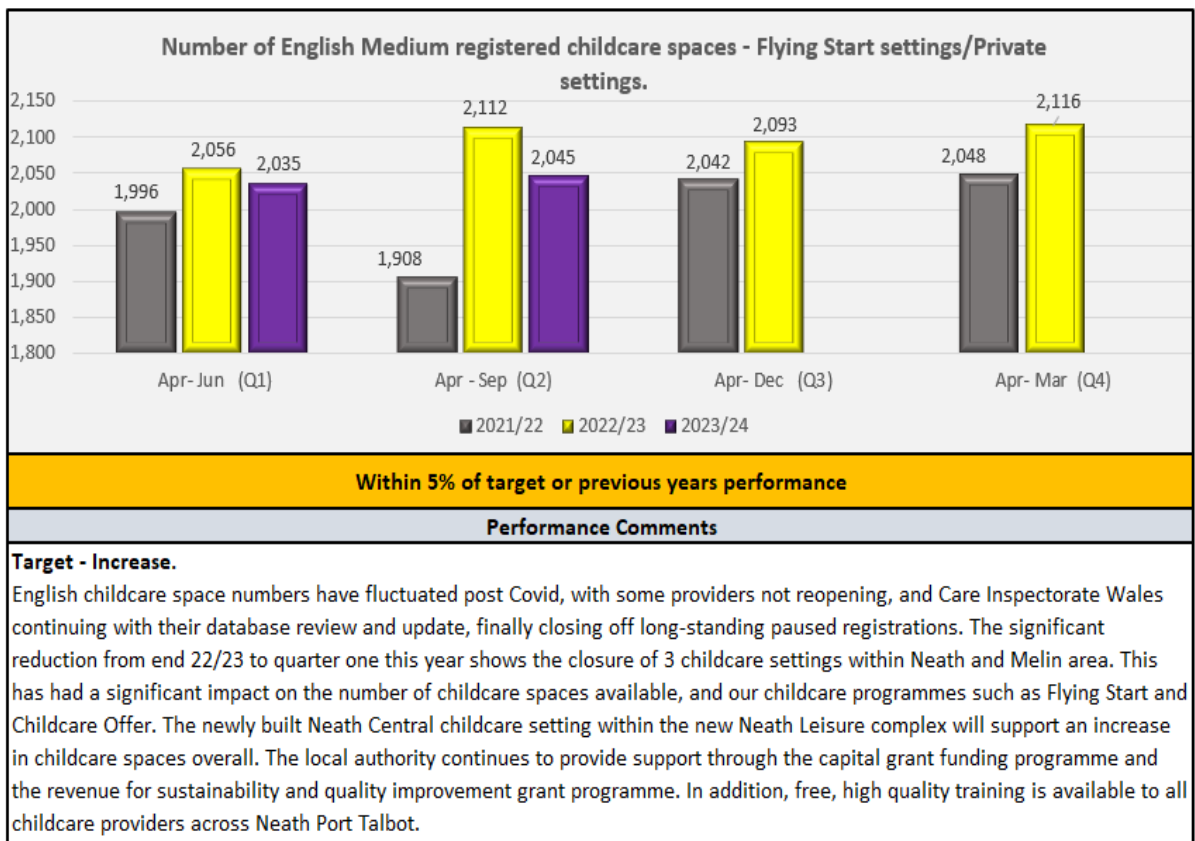 Number of English Medium registered childcare spaces - Flying Start settings/Private
settings.
2,150
2,100
2,050
2,000
1,950
1,900
1,850
1,800
1,996
2,056
2,035
1,908
2,112
2,045
2,042
2,093
2,048
2,116
Apr- Jun (Q1)
Apr - Sep (Q2)
Apr- Dec (Q3)
Apr- Mar (Q4)
2021/22 2022/23 2023/24
Within 5% of target or previous years performance
Performance Comments
Target - Increase.
English childcare space numbers have fluctuated post Covid, with some providers not reopening, and Care Inspectorate Wales
continuing with their database review and update, finally closing off long-standing paused registrations. The significant
reduction from end 22/23 to quarter one this year shows the closure of 3 childcare settings within Neath and Melin area. This
has had a significant impact on the number of childcare spaces available, and our childcare programmes such as Flying Start and
Childcare Offer. The newly built Neath Central childcare setting within the new Neath Leisure complex will support an increase
in childcare spaces overall. The local authority continues to provide support through the capital grant funding programme and
the revenue for sustainability and quality improvement grant programme. In addition, free, high quality training is available to all
childcare providers across Neath Port Talbot.